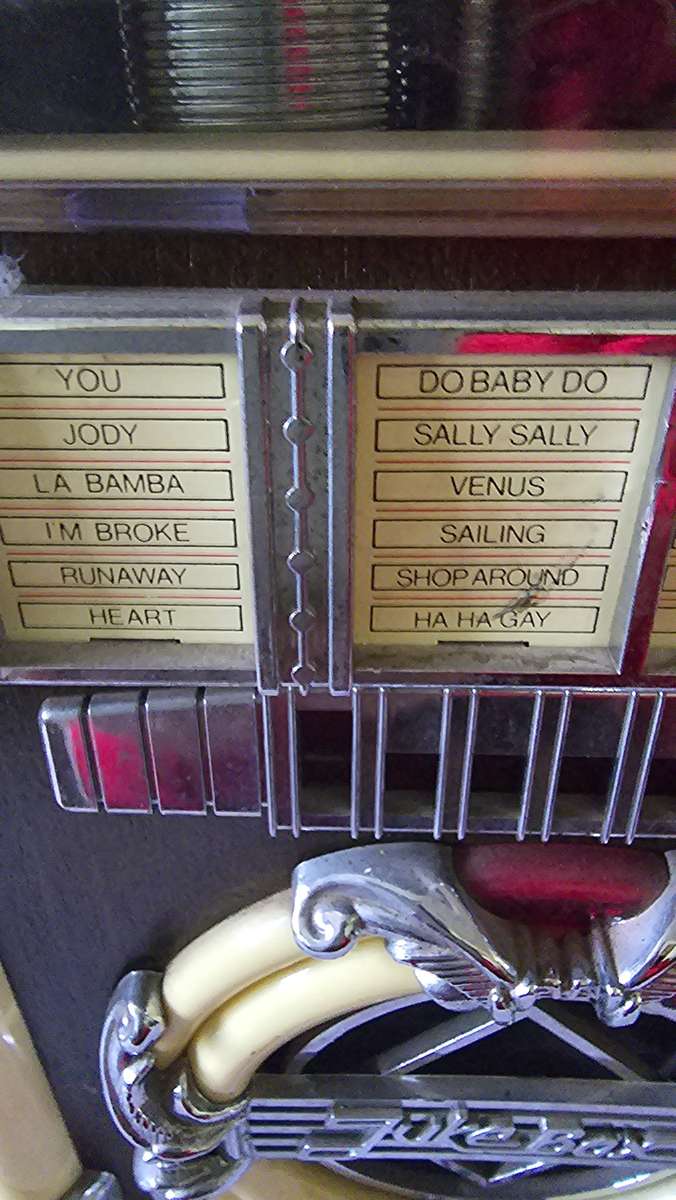 YOU
JODY
LA BAMBA
I'M BROKE
RUNAWAY
HEART
DO BABY DO
SALLY SALLY
VENUS
SAILING
SHOP AROUND
HA HA GAY
Juke Box